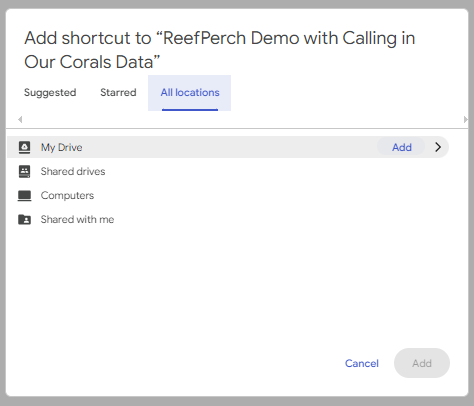 Add shortcut to “ReefPerch Demo with Calling in
Our Corals Data”
Suggested Starred All locations
My Drive Add
Shared drives
Computers
Shared with me
Cancel Add